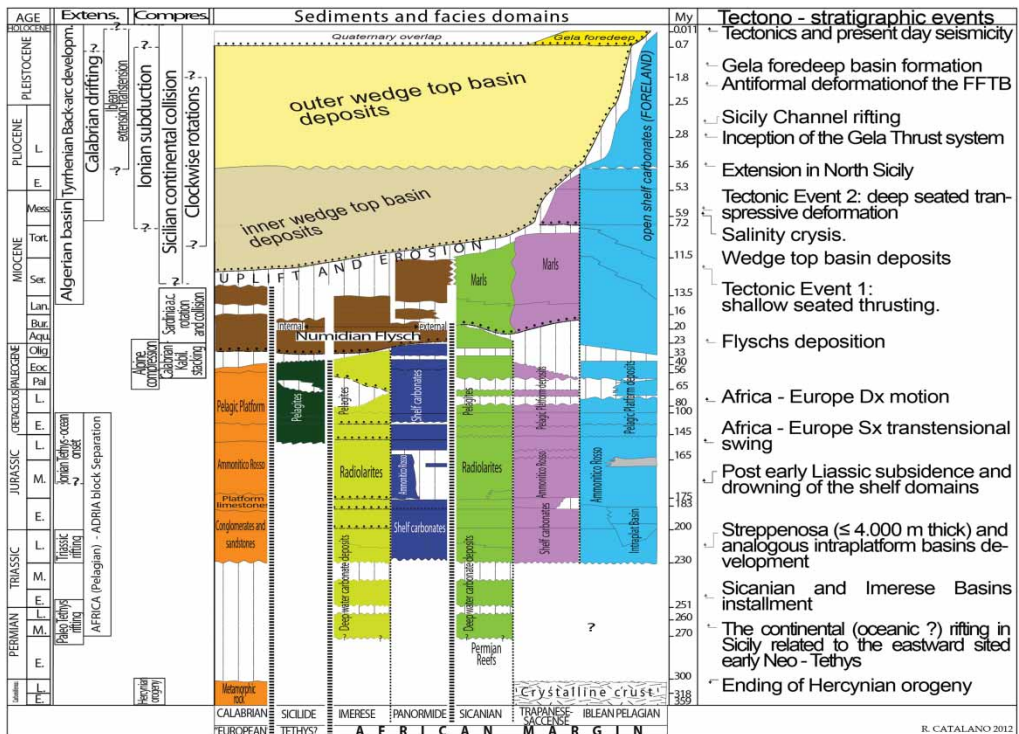 AGE
Extens.
Compres.
Sediments and facies domains
My
Tectono - stratigraphic events
HOLOCENE
PLEISTOCENE
PLIOCENE
L.
E.
MIOCENE
Mess.
Tort.
Ser.
Lan.
Bur.
Aqu.
PALEOGENE
Olig
Eoc
Pal
CRETACEOUS
L.
E.
JURASSIC
L.
M.
E.
TRIASSIC
L.
M.
E.
PERMIAN
L.
M.
E.
L.
E.
Tyrrhenian Back-arc developm.
Algerian basin
Calabrian drifting
?
?
Iblean
extension-transtension
?
?
Ionian Tethys-ocean
onset
?
Triassic
rifting
Paleo Tethys
rifting
AFRICA (Pelagian) - ADRIA block Separation
?
Ionian subduction
?
?
Sicilian continental collision
?
Clockwise rotations
?
Sardinia a.c
rotation
and collision
Alpine
compression
Calabrian-
Kabil.
stacking
Hercynian
orogeny
Quaternary overlap
Gela foredeep
outer wedge top basin
deposits
inner wedge top basin
deposits
open shelf carbonates (FORELAND)
UPLIFT AND EROSION
Internal
external
Numidian Flysch
Marls
Marls
Pelagic Platform
Ammonitico Rosso
Platform
limestone
Conglomerates and
sandstones
Metamorphic
rock
Pelagites
Pelagites
Radiolarites
Deepwater carbonate deposits
? ?
Shelf carbonates
Ammonitico Rosso
Shelf carbonates
Pelagites
Radiolarites
Deepwater carbonate deposits
? ?
Permian
Reefs
Pelagic Platform deposits
Ammonitico Rosso
Shelf carbonates
Pelagic Platform deposits
Ammonitico Rosso
Intraplat Basin
?
Crystalline crust
CALABRIAN
SICILIDE
IMERESE
PANORMIDE
SICANIAN
TRAPANESE-
SACCENSE
IBLEAN PELAGIAN
"EUROPEAN"
TETHYS?
AFRICAN MARGIN
0.011
0.7
1.8
2.5
2.8
3.6
5.3
5.9
7.2
11.5
13.5
16
20
23
33
40
56
65
80
100
145
165
175
183
200
230
251
260
270
300
318
359
Tectonics and present day seismicity
Gela foredeep basin formation
Antiformal deformationof the FFTB
Sicily Channel rifting
Inception of the Gela Thrust system
Extension in North Sicily
Tectonic Event 2: deep seated tran-
spressive deformation
Salinity crysis.
Wedge top basin deposits
Tectonic Event 1:
shallow seated thrusting.
Flyschs deposition
Africa - Europe Dx motion
Africa - Europe Sx transtensional
swing
Post early Liassic subsidence and
drowning of the shelf domains
Streppenosa (≤ 4.000 m thick) and
analogous intraplatform basins de-
velopment
Sicanian and Imerese Basins
installment
The continental (oceanic ?) rifting in
Sicily related to the eastward sited
early Neo - Tethys
Ending of Hercynian orogeny
R. CATALANO 2012